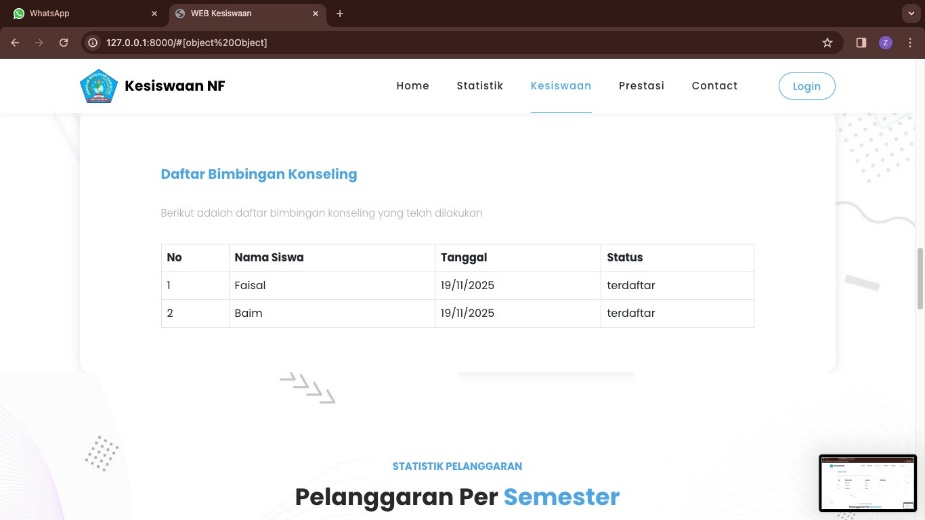 WhatsApp
WEB Kesiswaan
127.0.0.1:8000/#[object%20Object]
Z
Kesiswaan NF
Home
Statistik
Kesiswaan
Prestasi
Contact
Login
Daftar Bimbingan Konseling
Berikut adalah daftar bimbingan konseling yang telah dilakukan
No Nama Siswa Tanggal Status
1 Faisal 19/11/2025 terdaftar
2 Baim 19/11/2025 terdaftar
STATISTIK PELANGGARAN
Pelanggaran Per Semester